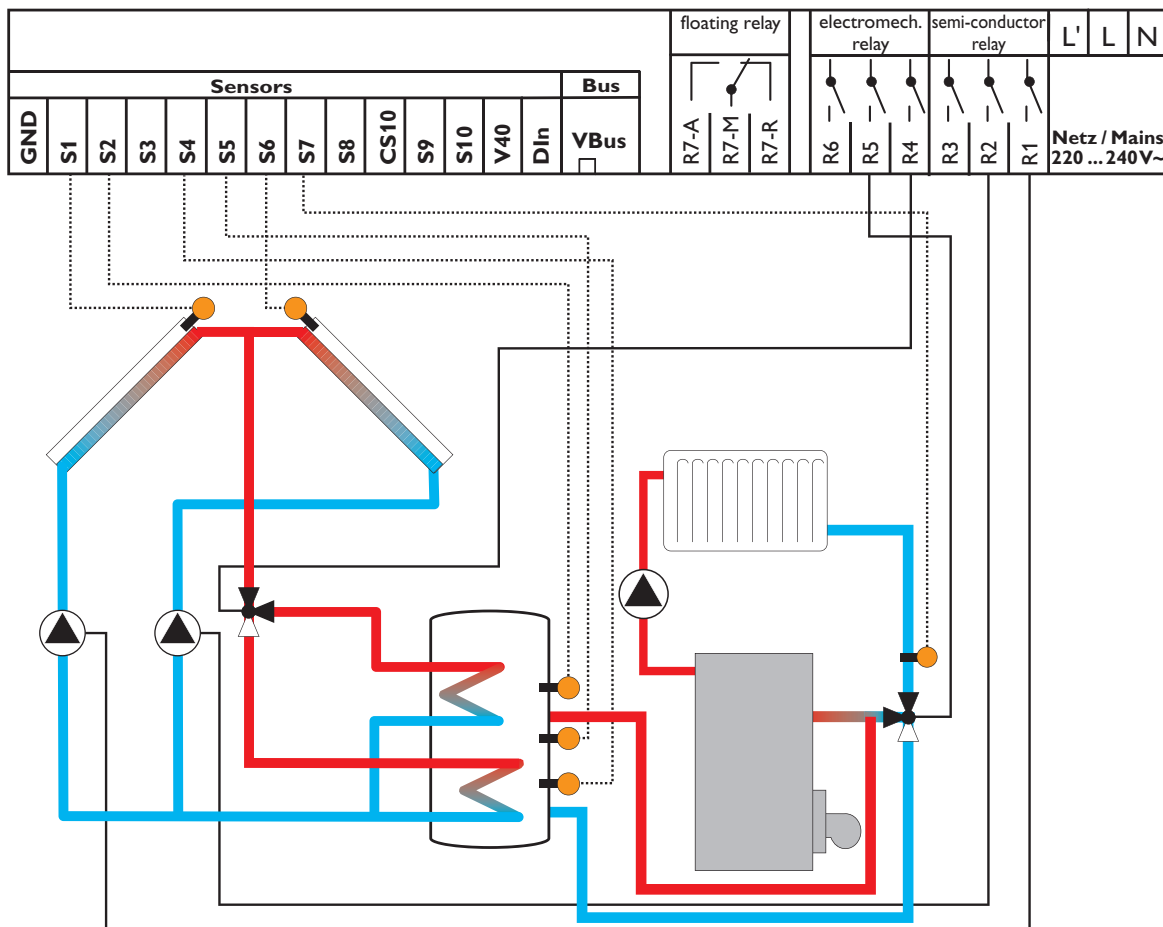 floating relay
electromech. relay
semi-conductor relay
L' L N
Sensors
Bus
GND
S1
S2
S3
S4
S5
S6
S7
S8
CS10
S9
S10
V40
DIn
VBus
R7-A
R7-M
R7-R
R6
R5
R4
R3
R2
R1
Netz / Mains
220 ... 240V~